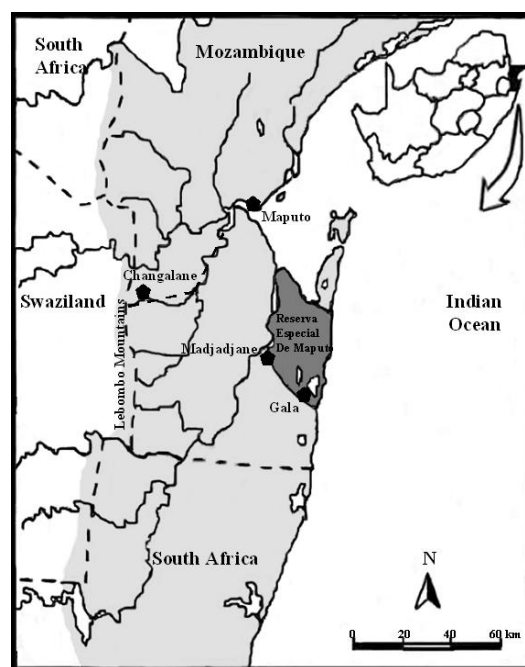 South
Africa
Mozambique
Maputo
Changalane
Swaziland
Lebombo Mountains
Reserva
Especial
De Maputo
Madjadjane
Gala
Indian
Ocean
South Africa
N
0 20 40 60 km